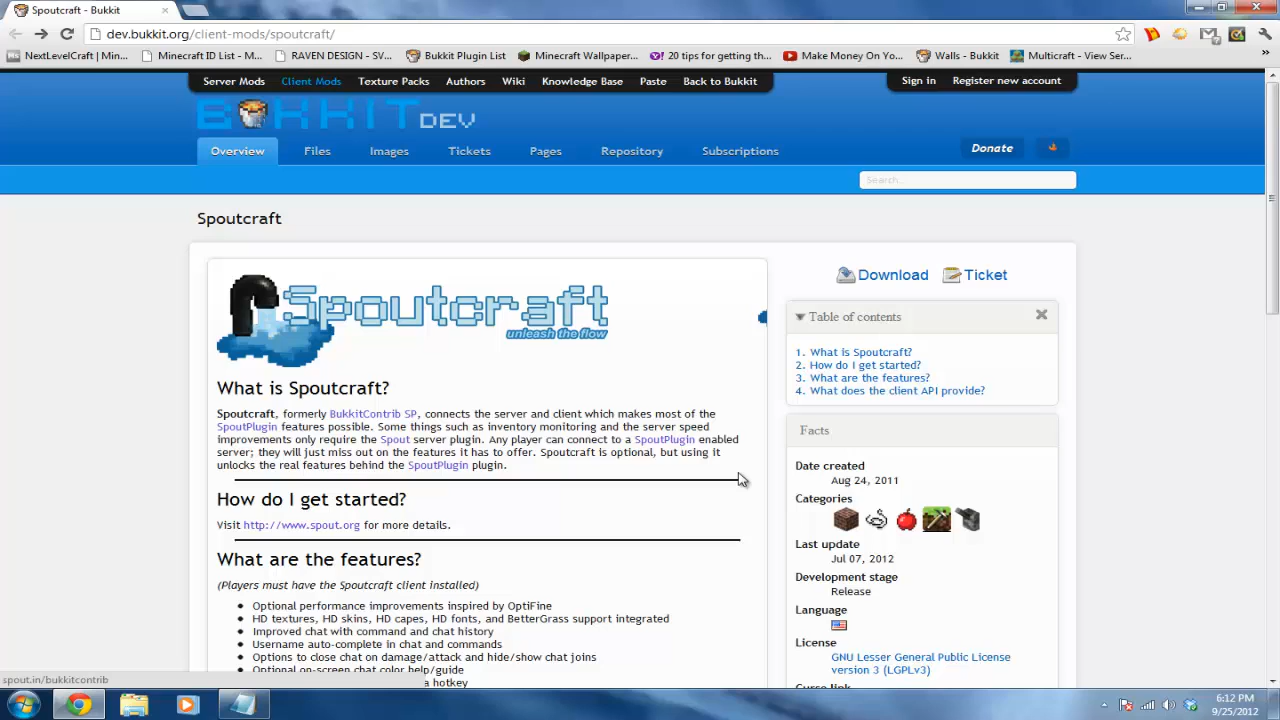 Spoutcraft - Bukkit
dev.bukkit.org/client-mods/spoutcraft/
NextLevelCraft | Min... Minecraft ID List - M... RAVEN DESIGN - SV... Bukkit Plugin List Minecraft Wallpaper... 20 tips for getting th... Make Money On You... Walls - Bukkit Multicraft - View Ser...
Server Mods Client Mods Texture Packs Authors Wiki Knowledge Base Paste Back to Bukkit Sign in Register new account
BUKKIT DEV
Overview Files Images Tickets Pages Repository Subscriptions Donate
Search...
Spoutcraft
Spoutcraft
unleash the flow
What is Spoutcraft?
Spoutcraft, formerly BukkitContrib SP, connects the server and client which makes most of the
SpoutPlugin features possible. Some things such as inventory monitoring and the server speed
improvements only require the Spout server plugin. Any player can connect to a SpoutPlugin enabled
server; they will just miss out on the features it has to offer. Spoutcraft is optional, but using it
unlocks the real features behind the SpoutPlugin plugin.
How do I get started?
Visit http://www.spout.org for more details.
What are the features?
(Players must have the Spoutcraft client installed)
Optional performance improvements inspired by OptiFine
HD textures, HD skins, HD capes, HD fonts, and BetterGrass support integrated
Improved chat with command and chat history
Username auto-complete in chat and commands
Options to close chat on damage/attack and hide/show chat joins
Optional on-screen chat color help/guide
a hotkey
Download Ticket
Table of contents
1. What is Spoutcraft?
2. How do I get started?
3. What are the features?
4. What does the client API provide?
Facts
Date created
Aug 24, 2011
Categories
Last update
Jul 07, 2012
Development stage
Release
Language
License
GNU Lesser General Public License
version 3 (LGPLv3)
spout.in/bukkitcontrib
6:12 PM
9/25/2012